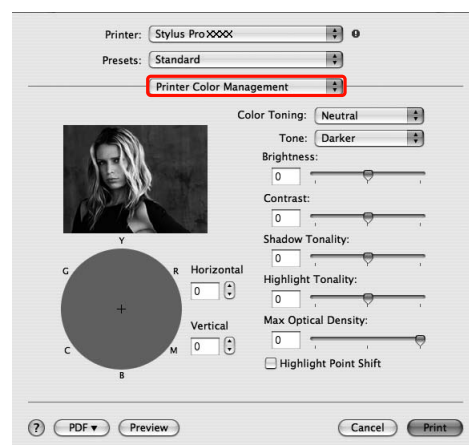 Printer: Stylus Pro XXXX
Presets: Standard
Printer Color Management
Color Toning: Neutral
Tone: Darker
Brightness:
0
Contrast:
0
Shadow Tonality:
0
Highlight Tonality:
0
Max Optical Density:
0
Highlight Point Shift
Y
G R
C M
B
Horizontal
0
Vertical
0
? PDF▼ Preview Cancel Print